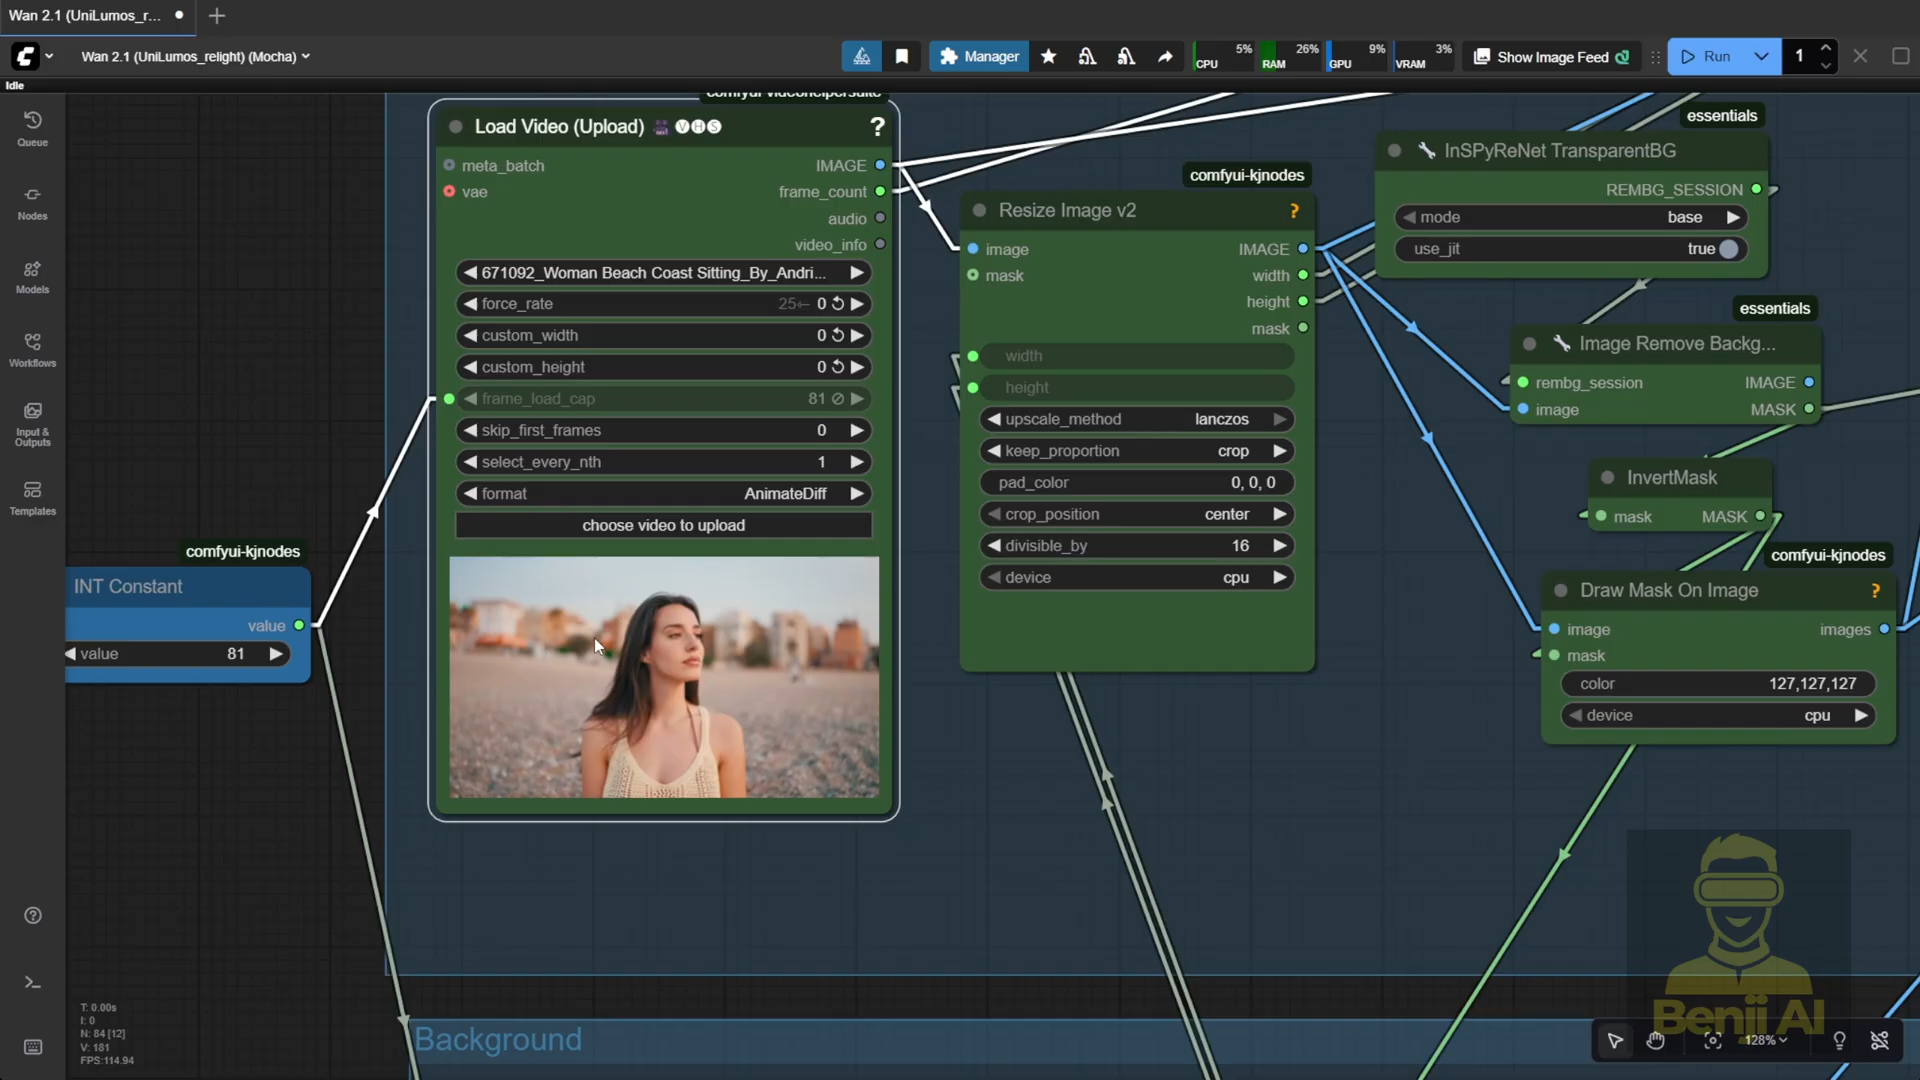 Wan 2.1 (UniLumos_r...
Wan 2.1 (UniLumos_relight) (Mocha)
Manager
CPU 5%
RAM 26%
GPU 9%
VRAM 3%
Show Image Feed
Run
1
Idle
Queue
Nodes
Models
Workflows
Input &
Outputs
Templates
comfyui-videohelpersuite
Load Video (Upload) VHS ?
meta_batch IMAGE
vae frame_count
audio
video_info
671092_Woman Beach Coast Sitting_By_Andri...
force_rate 25← 0
custom_width 0
custom_height 0
frame_load_cap 81
skip_first_frames 0
select_every_nth 1
format AnimateDiff
choose video to upload
comfyui-kjnodes
INT Constant
value
value 81
comfyui-kjnodes
Resize Image v2 ?
image IMAGE
mask width
height
mask
width
height
upscale_method lanczos
keep_proportion crop
pad_color 0, 0, 0
crop_position center
divisible_by 16
device cpu
essentials
InSPyReNet TransparentBG
REMBG_SESSION
mode base
use_jit true
essentials
Image Remove Backg...
rembg_session IMAGE
image MASK
InvertMask
mask MASK
comfyui-kjnodes
Draw Mask On Image ?
image images
mask
color 127,127,127
device cpu
Background
T: 0.00s
I: 0
N: 84 [12]
V: 181
FPS:114.94
Benji AI
128%